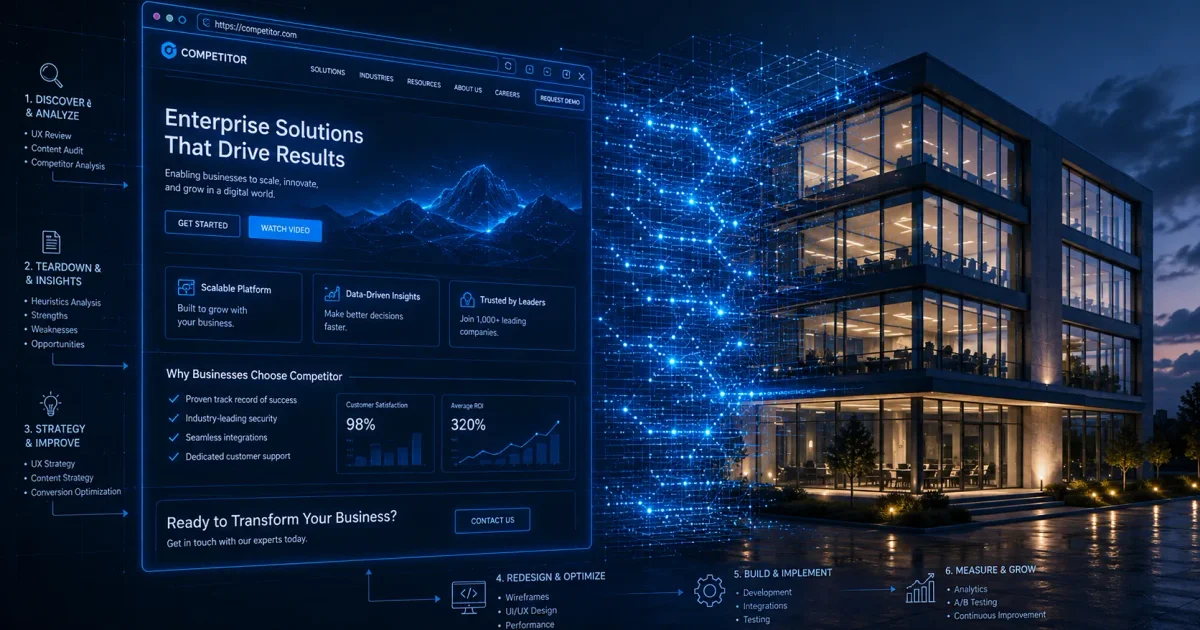 https://competitor.com
COMPETITOR
SOLUTIONS
INDUSTRIES
RESOURCES
ABOUT US
CAREERS
REQUEST DEMO
Enterprise Solutions
That Drive Results
Enabling businesses to scale, innovate,
and grow in a digital world.
GET STARTED
WATCH VIDEO
Scalable Platform
Built to grow with
your business.
Data-Driven Insights
Make better decisions
faster.
Trusted by Leaders
Join 1,000+ leading
companies.
Why Businesses Choose Competitor
Proven track record of success
Industry-leading security
Seamless integrations
Dedicated customer support
Customer Satisfaction
98%
Average ROI
320%
Ready to Transform Your Business?
Get in touch with our experts today.
CONTACT US
1. DISCOVER è
& ANALYZE
• UX Review
• Content Audit
• Competitor Analysis
2. TEARDOWN &
& INSIGHTS
• Heuristics Analysis
• Strengths
• Weaknesses
• Opportunities
3. STRATEGY
& IMPROVE
• UX Strategy
• Content Strategy
• Conversion Optimization
4. REDESIGN & OPTIMIZE
• Wireframes
• UI/UX Design
• Performance
5. BUILD & IMPLEMENT
• Development
• Integrations
• Testing
6. MEASURE & GROW
• Analytics
• A/B Testing
• Continuous Improvement